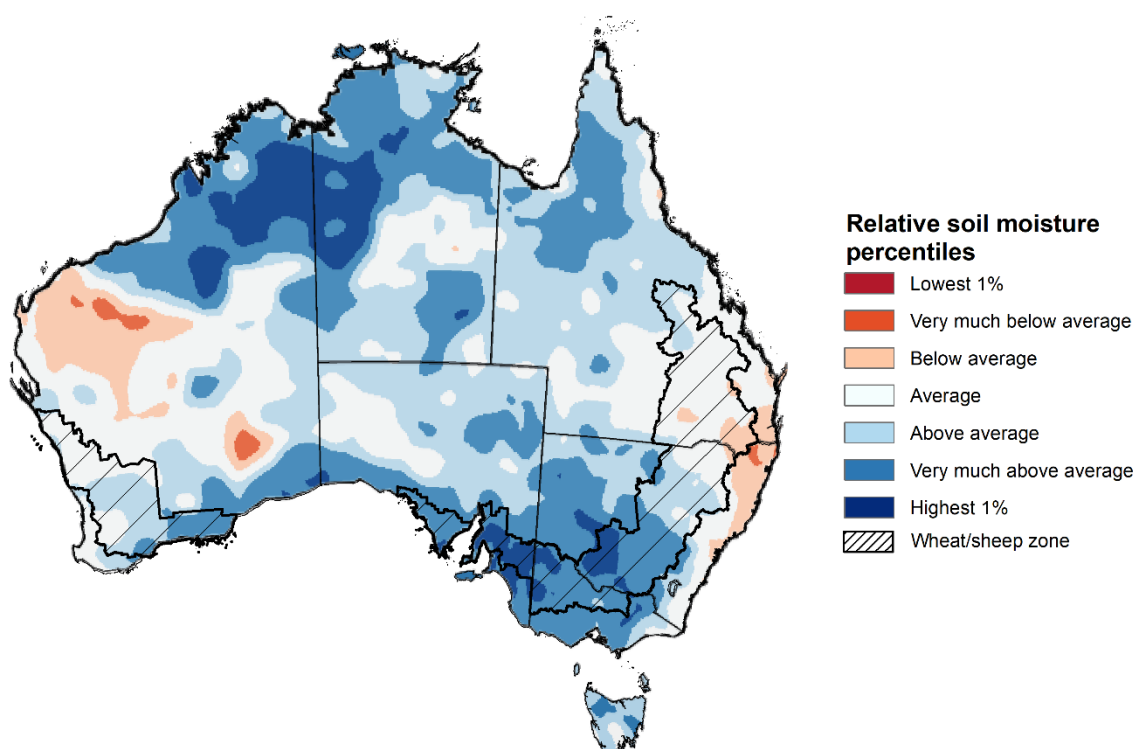 Relative soil moisture
percentiles
Lowest 1%
Very much below average
Below average
Average
Above average
Very much above average
Highest 1%
Wheat/sheep zone